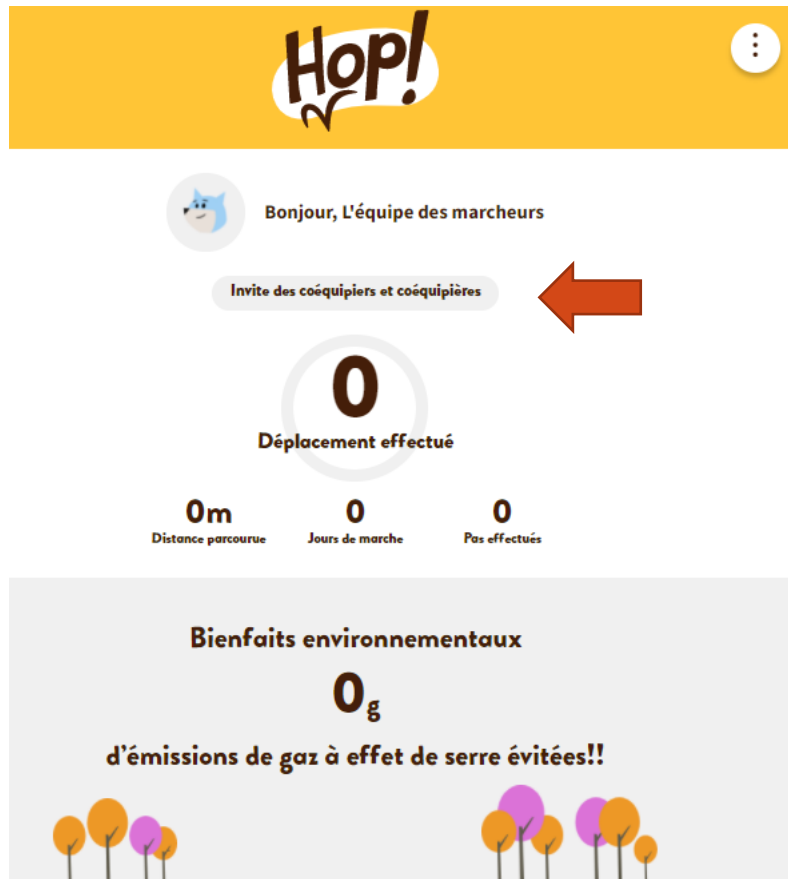 Hop!
Bonjour, L'équipe des marcheurs
Invite des coéquipiers et coéquipières
0
Déplacement effectué
0m 0 0
Distance parcourue Jours de marche Pas effectués
Bienfaits environnementaux
0g
d'émissions de gaz à effet de serre évitées!!